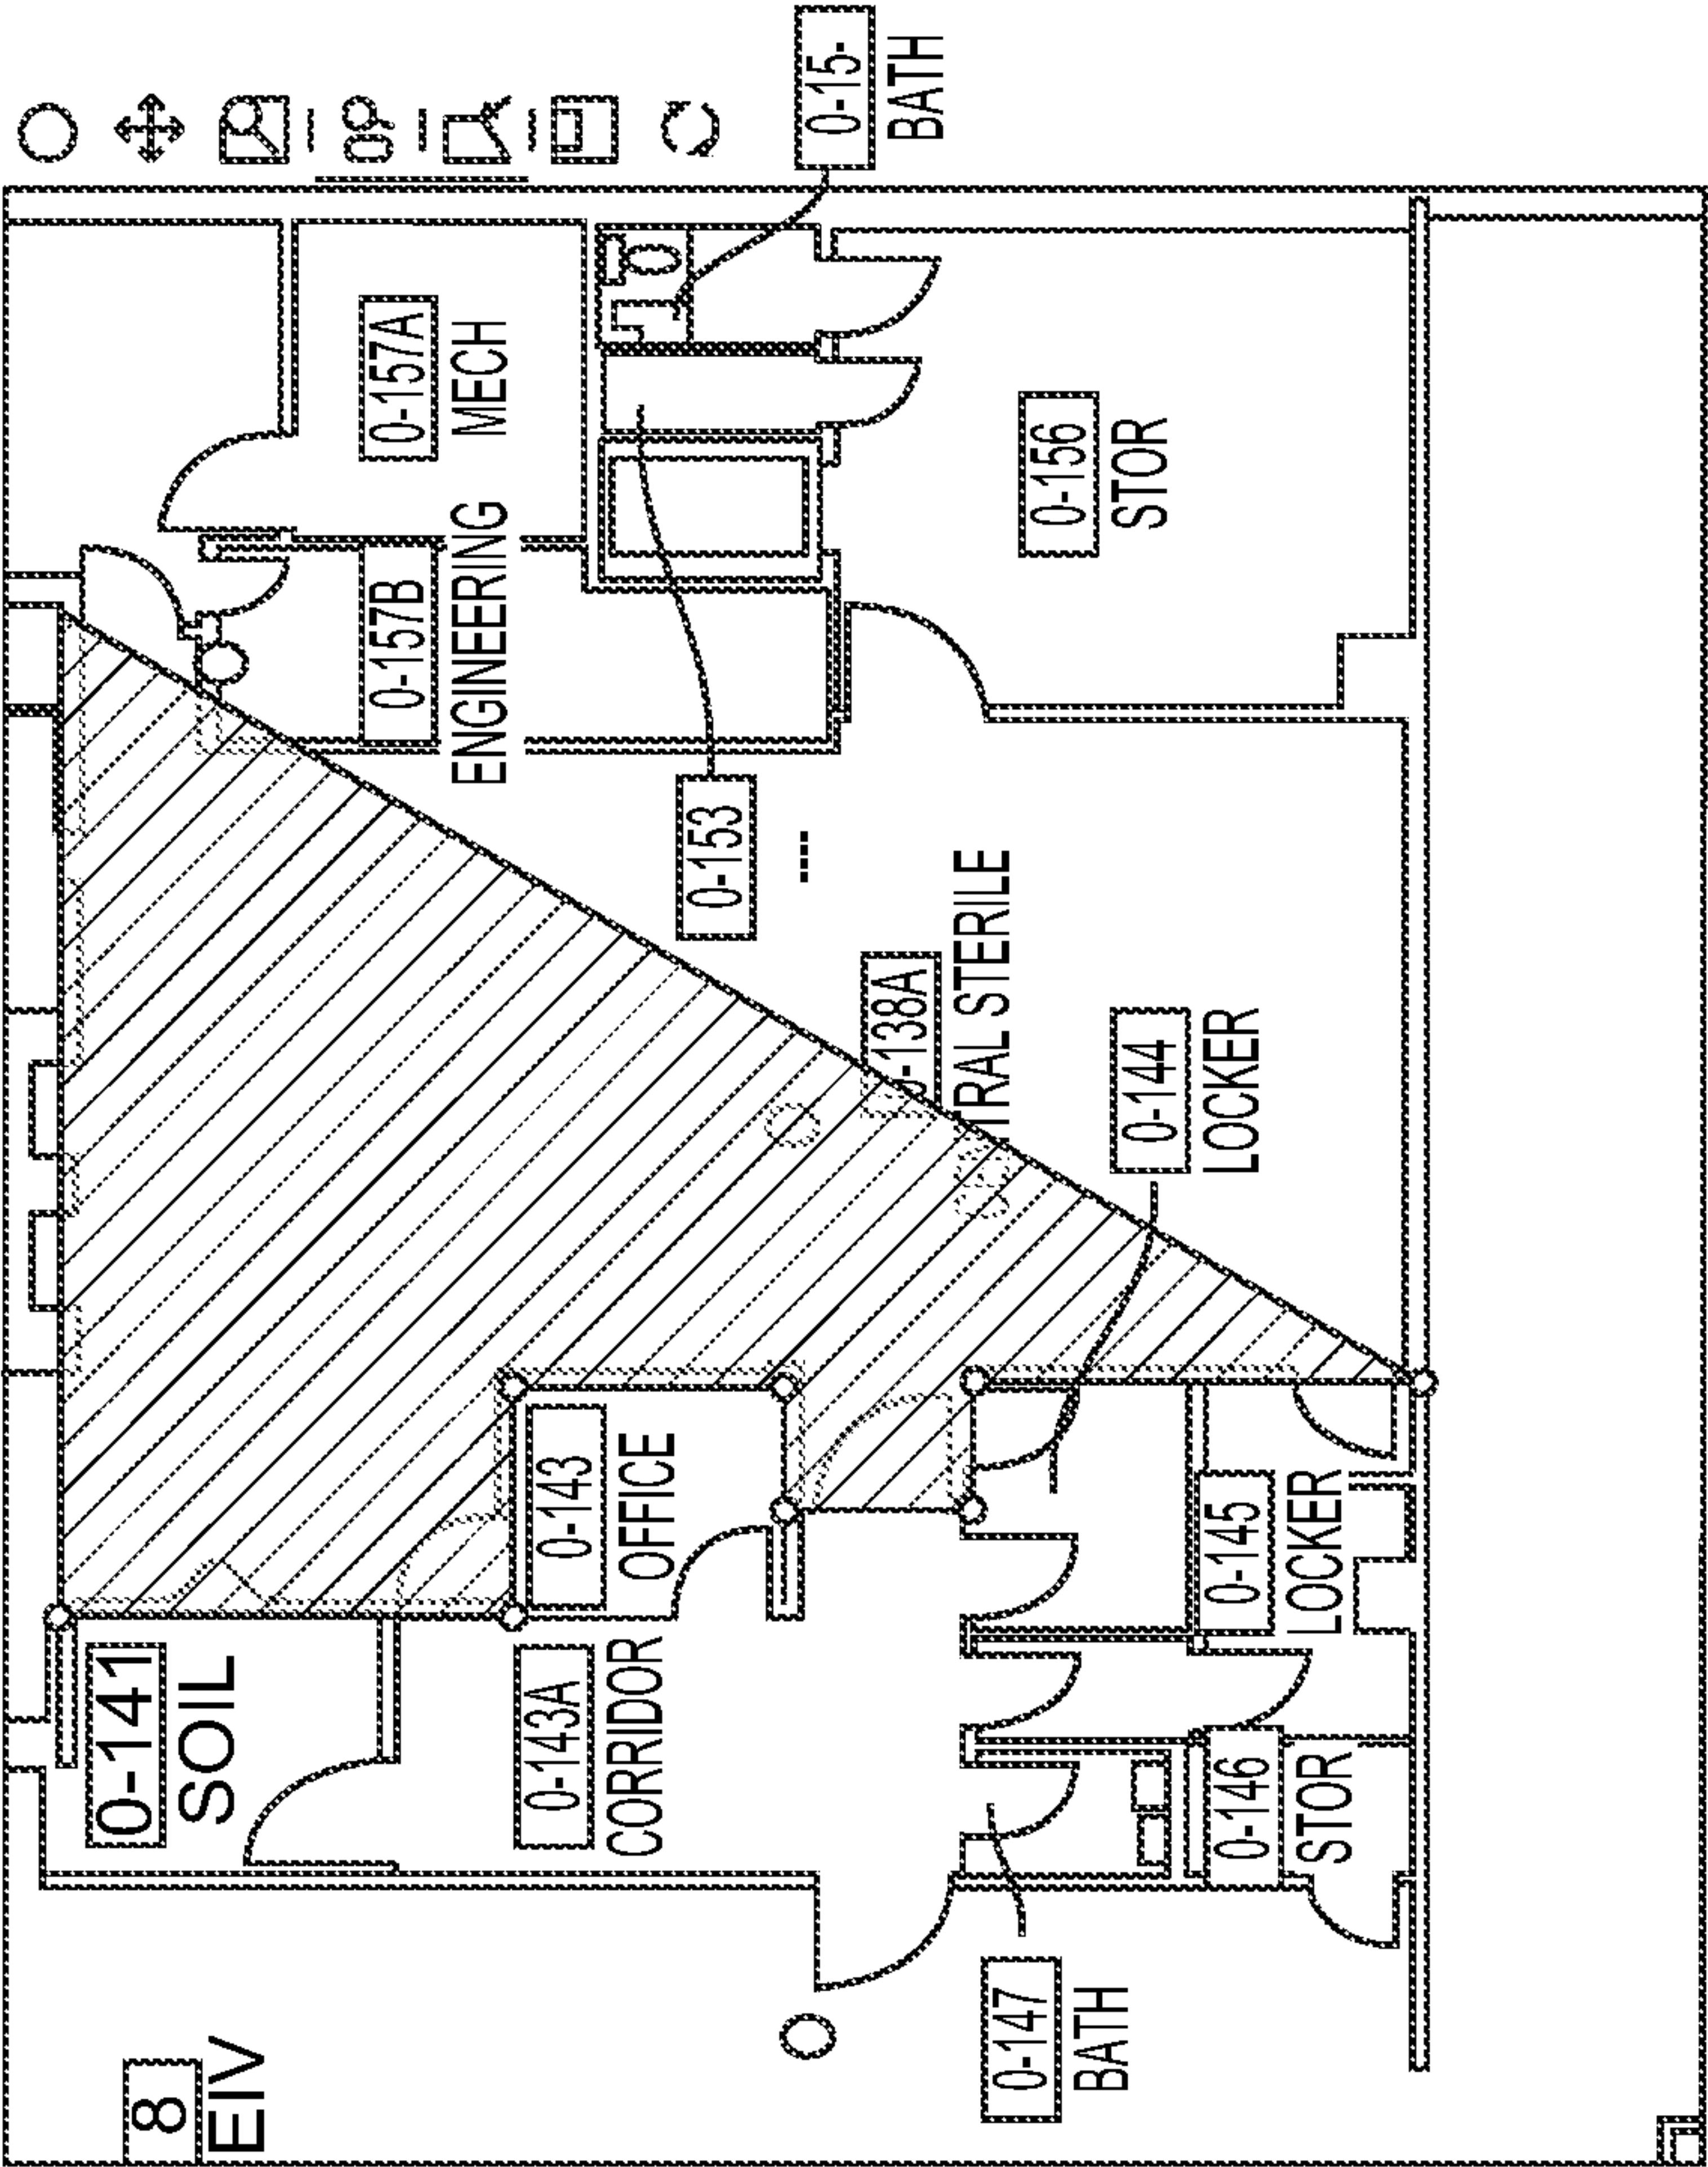 8
EIV
0-141
SOIL
0-157B
ENGINEERING
0-157A
MECH
0-143A
CORRIDOR
0-143
OFFICE
0-153
0-15-
BATH
0-138A
TRAL STERILE
0-147
BATH
0-156
STOR
0-144
LOCKER
0-146
STOR
0-145
LOCKER